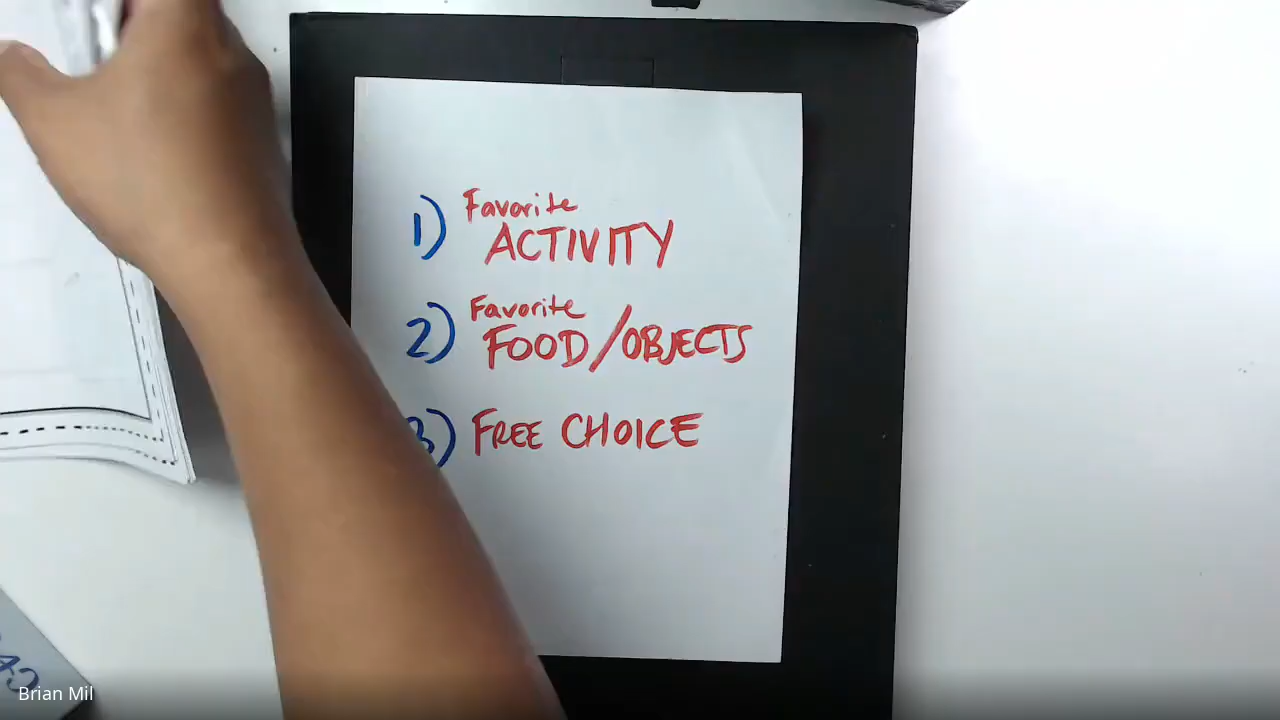 1) Favorite
ACTIVITY
2) Favorite
FOOD/OBJECTS
3) FREE CHOICE
Brian Mil